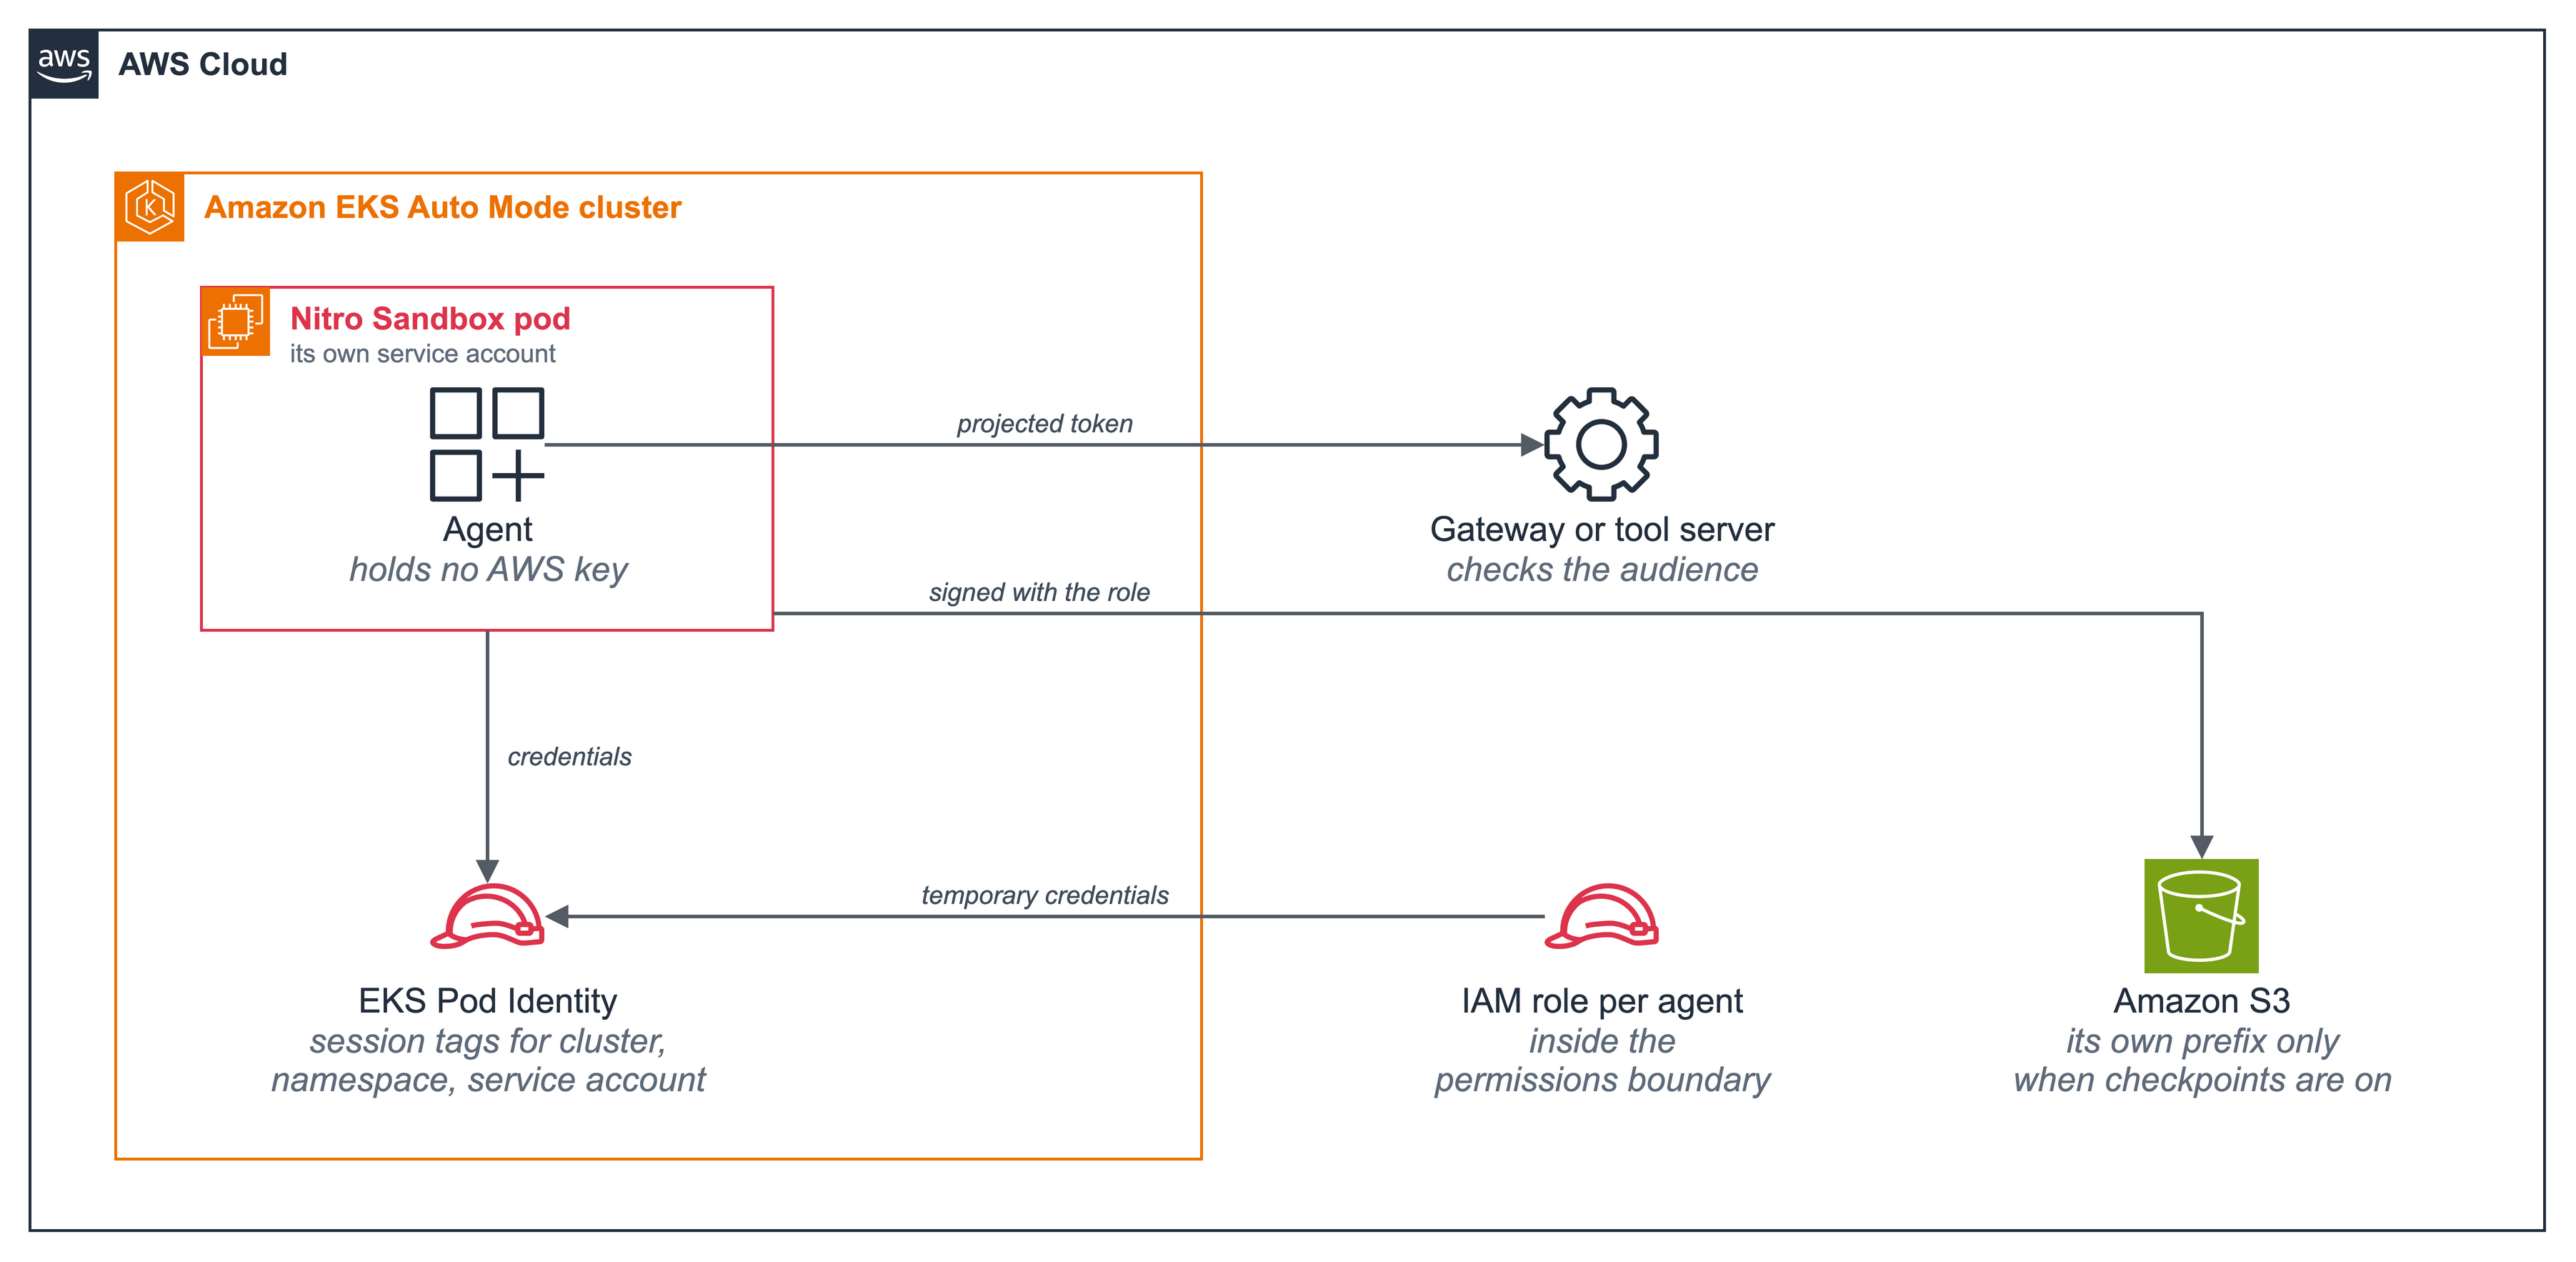 aws
AWS Cloud
Amazon EKS Auto Mode cluster
Nitro Sandbox pod
its own service account
projected token
Agent
holds no AWS key
Gateway or tool server
checks the audience
signed with the role
credentials
temporary credentials
EKS Pod Identity
session tags for cluster,
namespace, service account
IAM role per agent
inside the
permissions boundary
Amazon S3
its own prefix only
when checkpoints are on